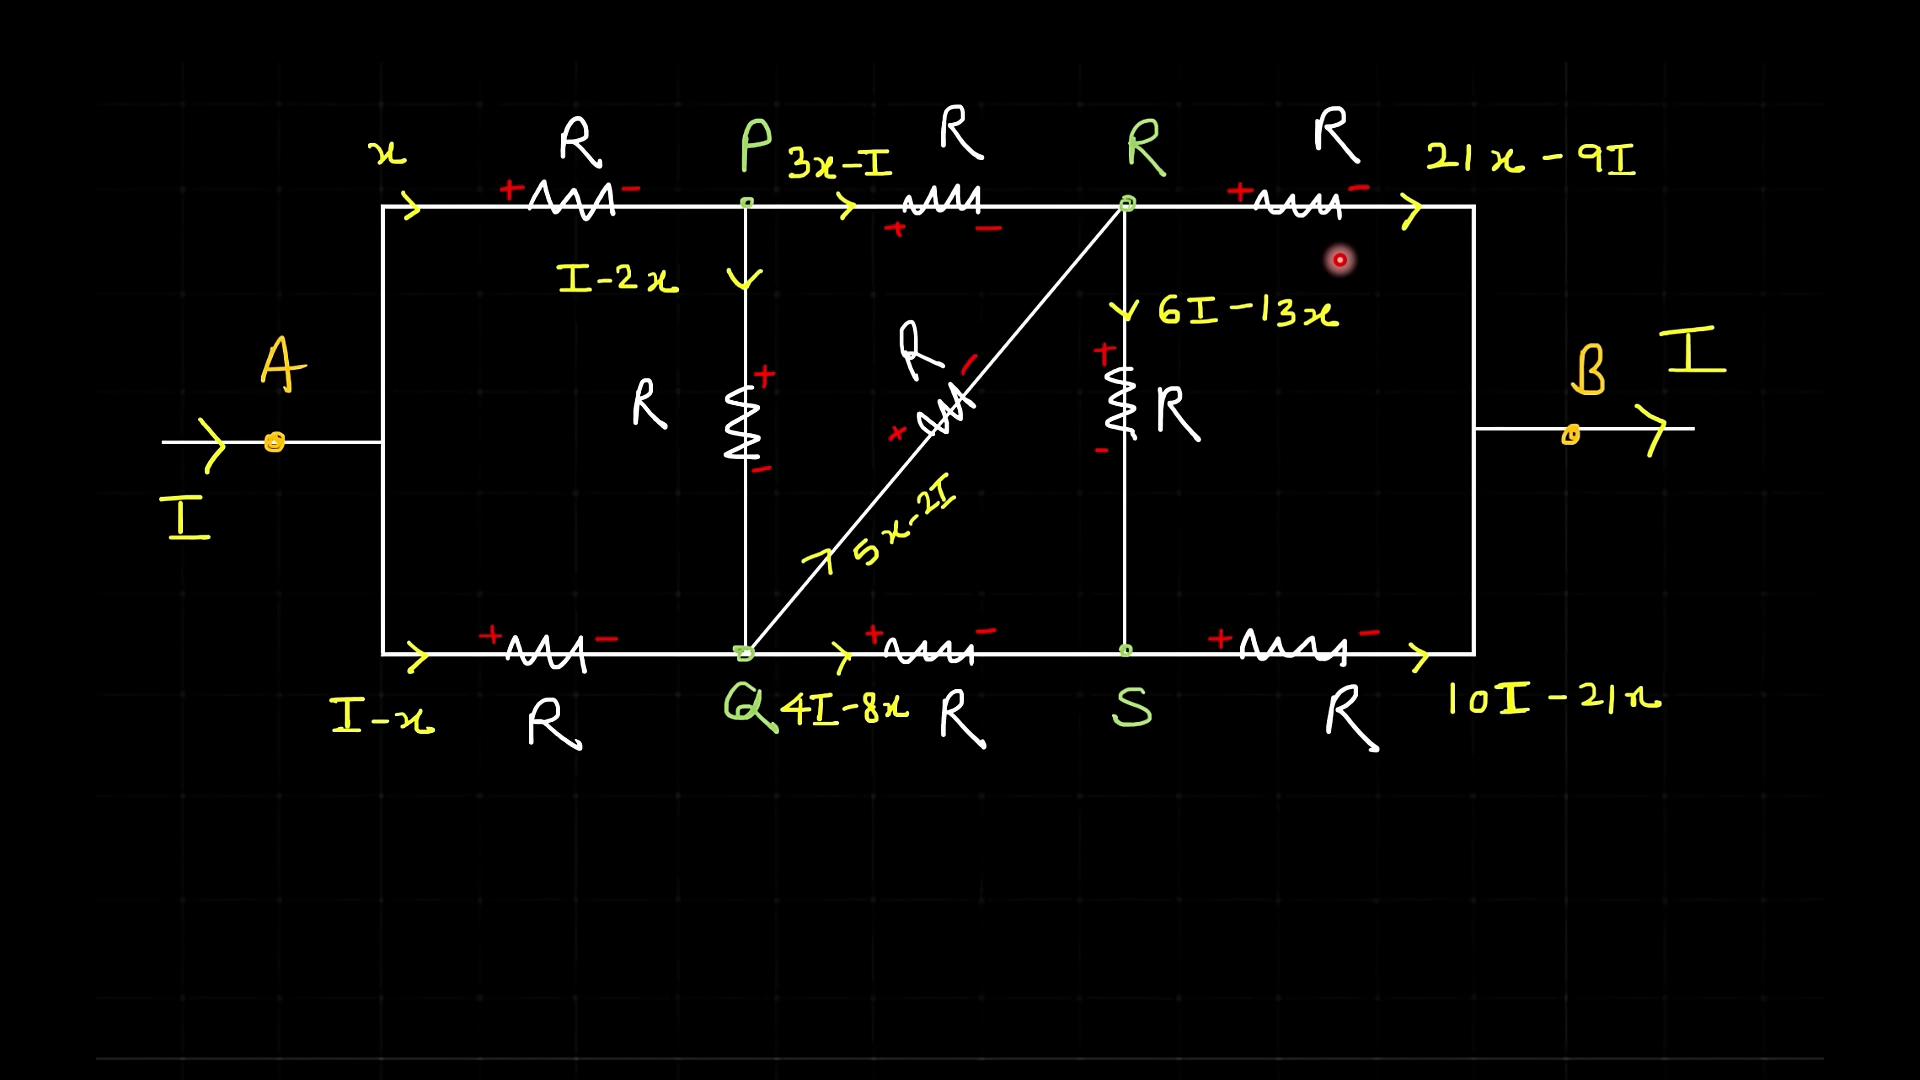 x
R
P
3x-I
R
R
R
21x-9I
+
-
+
-
+
-
I-2x
6I-13x
A
B
I
R
R
R
+
-
+
-
+
-
I
5x-2I
+
-
+
-
+
-
I-x
R
Q
4I-8x
R
S
R
10I-21x